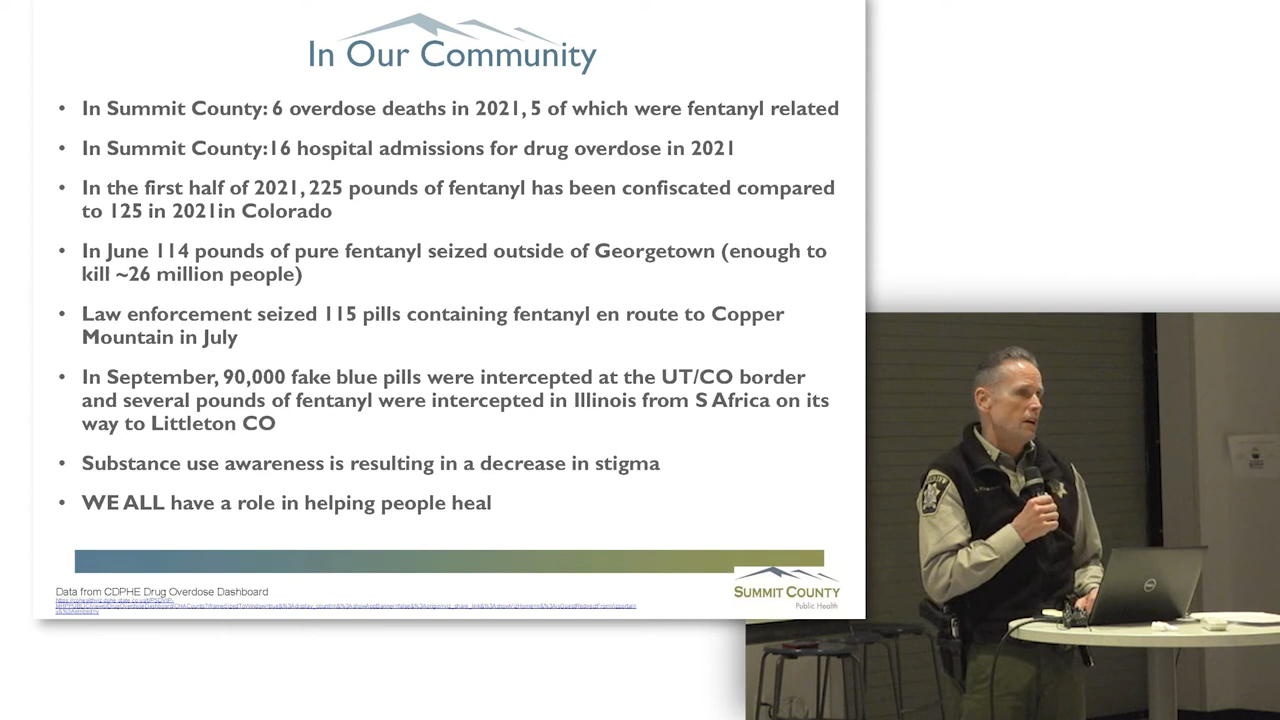 In Our Community
• In Summit County: 6 overdose deaths in 2021, 5 of which were fentanyl related
• In Summit County:16 hospital admissions for drug overdose in 2021
• In the first half of 2021, 225 pounds of fentanyl has been confiscated compared
to 125 in 2021in Colorado
• In June 114 pounds of pure fentanyl seized outside of Georgetown (enough to
kill ~26 million people)
• Law enforcement seized 115 pills containing fentanyl en route to Copper
Mountain in July
• In September, 90,000 fake blue pills were intercepted at the UT/CO border
and several pounds of fentanyl were intercepted in Illinois from S Africa on its
way to Littleton CO
• Substance use awareness is resulting in a decrease in stigma
• WE ALL have a role in helping people heal
Data from CDPHE Drug Overdose Dashboard
SUMMIT COUNTY
Public Health
DELL